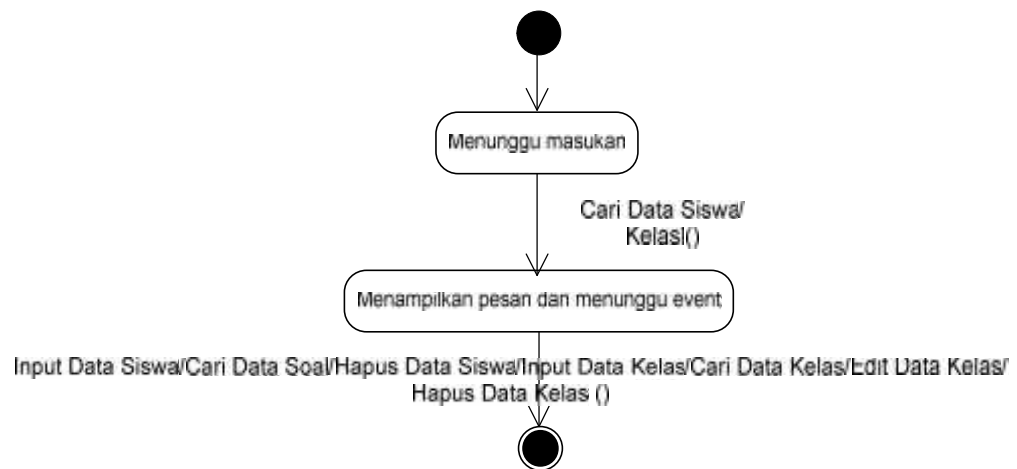 Menunggu masukan
Cari Data Siswa/
Kelasl()
Menampilkan pesan dan menunggu event
Input Data Siswa/Cari Data Soal/Hapus Data Siswa/Input Data Kelas/Cari Data Kelas/Edit Data Kelas/
Hapus Data Kelas ()